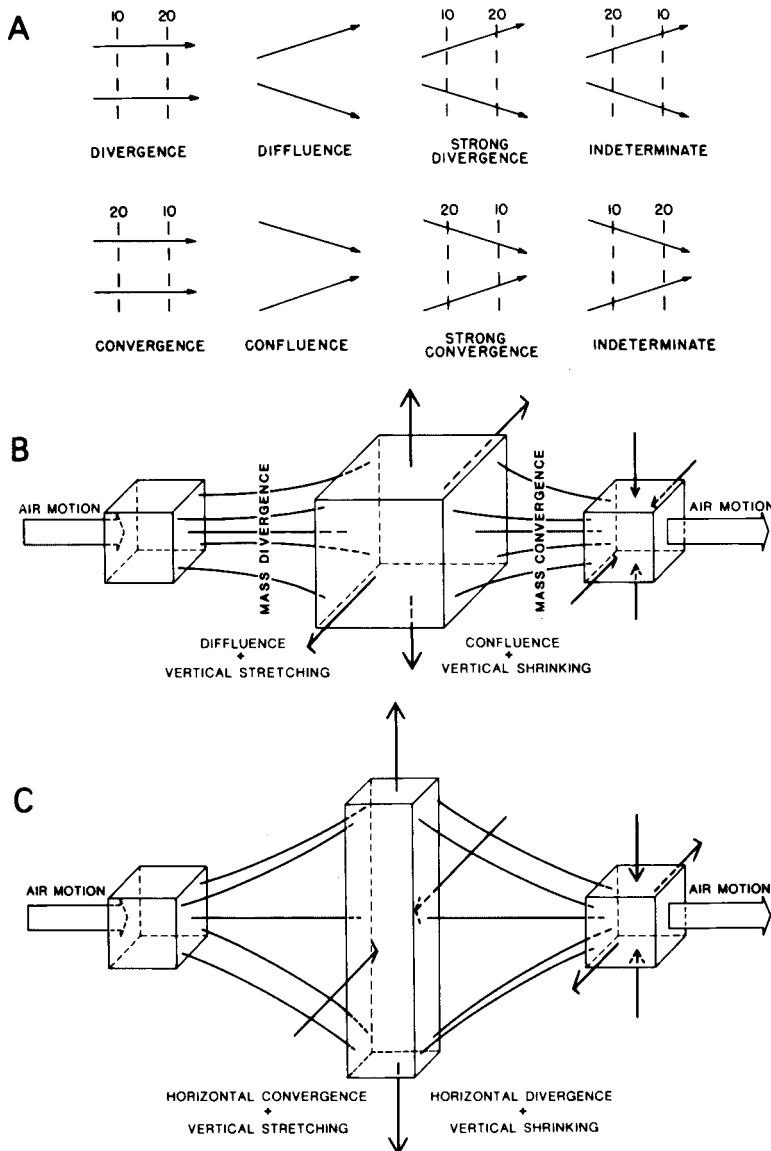 A
10 20
10 20
20 10
DIVERGENCE
DIFFLUENCE
STRONG
DIVERGENCE
INDETERMINATE
20 10
20 10
10 20
CONVERGENCE
CONFLUENCE
STRONG
CONVERGENCE
INDETERMINATE
B
AIR MOTION
MASS DIVERGENCE
MASS CONVERGENCE
AIR MOTION
DIFFLUENCE
+
VERTICAL STRETCHING
CONFLUENCE
+
VERTICAL SHRINKING
C
AIR MOTION
AIR MOTION
HORIZONTAL CONVERGENCE
+
VERTICAL STRETCHING
HORIZONTAL DIVERGENCE
+
VERTICAL SHRINKING